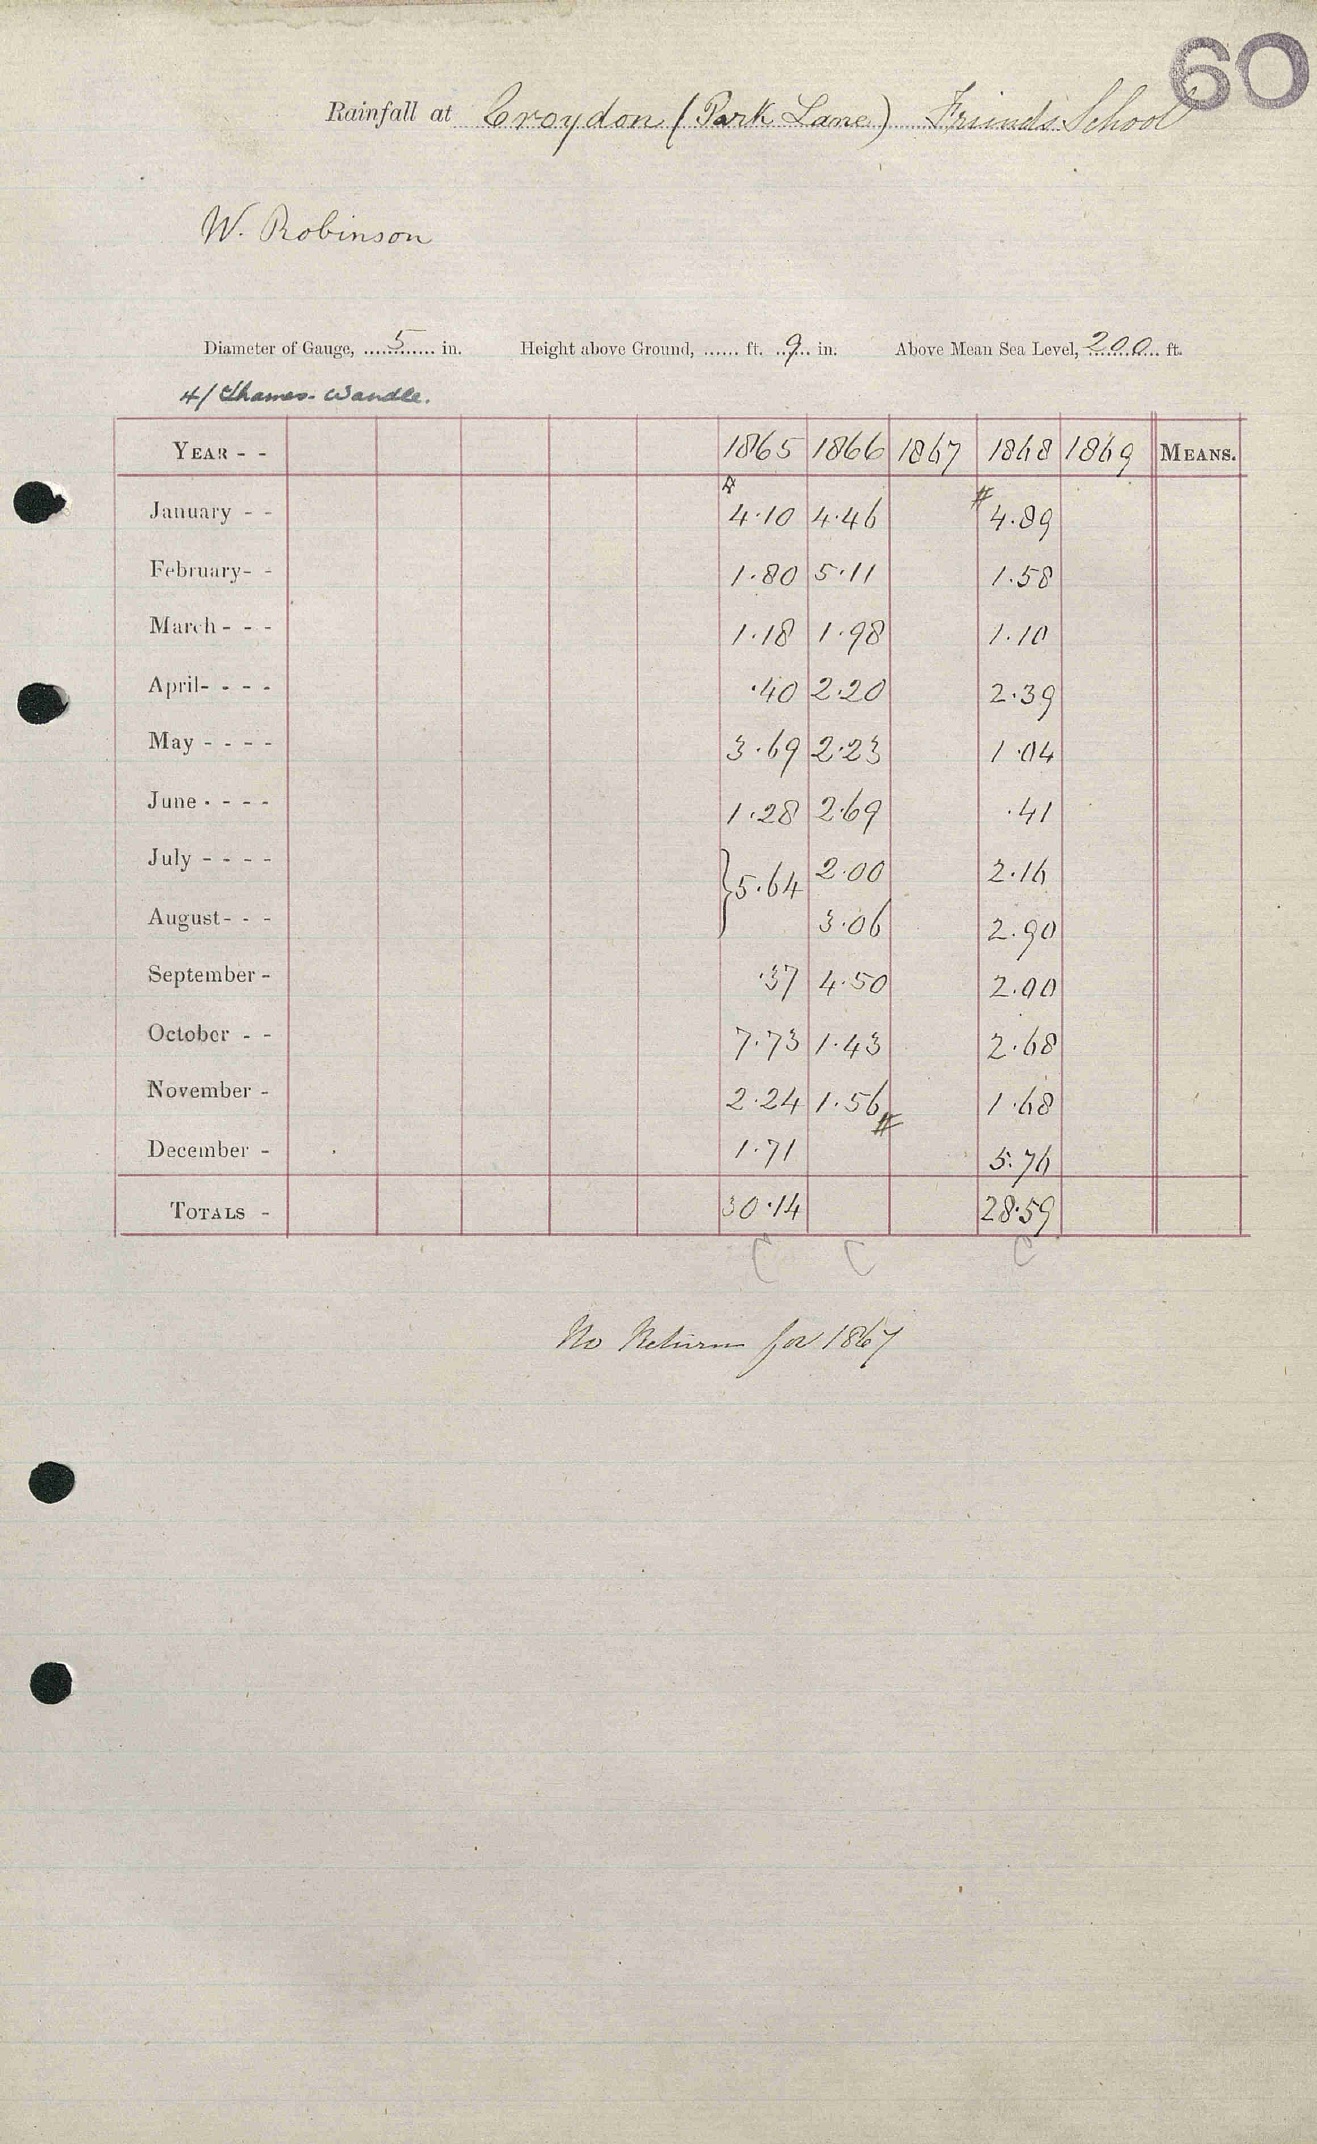 60
Rainfall at Croydon (Park Lane) Friends School
W. Robinson
Diameter of Gauge, 5 in. Height above Ground, ...... ft. 9 in. Above Mean Sea Level, 200 ft.
4/ Thames-Wandle.
YEAR - - 1865 1866 1867 1868 1869 MEANS.
January - - 4.10 4.46 # 4.89
February - - 1.80 5.11 1.58
March - - - 1.18 1.98 1.10
April - - - - .40 2.20 2.39
May - - - - 3.69 2.23 1.04
June - - - - 1.28 2.69 .41
July - - - - } 5.64 2.00 2.16
August - - - 3.06 2.90
September - .37 4.50 2.00
October - - 7.73 1.43 2.68
November - 2.24 1.56 # 1.68
December - 1.71 5.76
TOTALS - 30.14 28.59
C C C
No Return for 1867